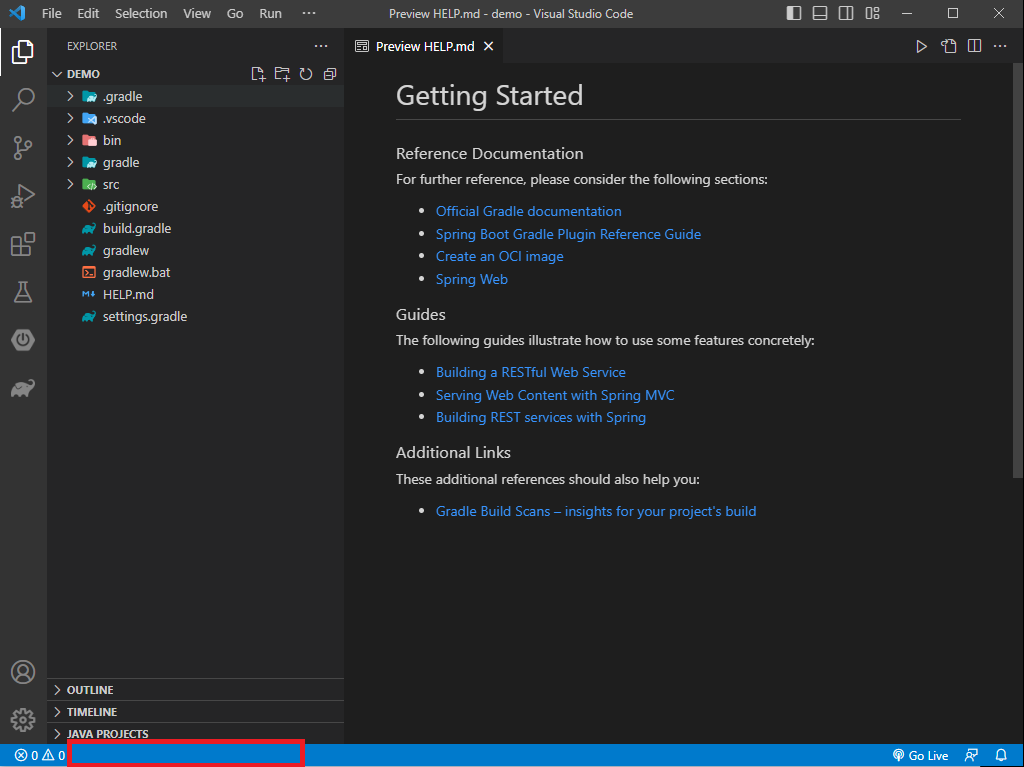 File Edit Selection View Go Run ··· Preview HELP.md - demo - Visual Studio Code
EXPLORER ···
Preview HELP.md
DEMO
.gradle
.vscode
bin
gradle
src
.gitignore
build.gradle
gradlew
gradlew.bat
HELP.md
settings.gradle
OUTLINE
TIMELINE
JAVA PROJECTS
Getting Started
Reference Documentation
For further reference, please consider the following sections:
• Official Gradle documentation
• Spring Boot Gradle Plugin Reference Guide
• Create an OCI image
• Spring Web
Guides
The following guides illustrate how to use some features concretely:
• Building a RESTful Web Service
• Serving Web Content with Spring MVC
• Building REST services with Spring
Additional Links
These additional references should also help you:
• Gradle Build Scans – insights for your project's build
0 0 Go Live